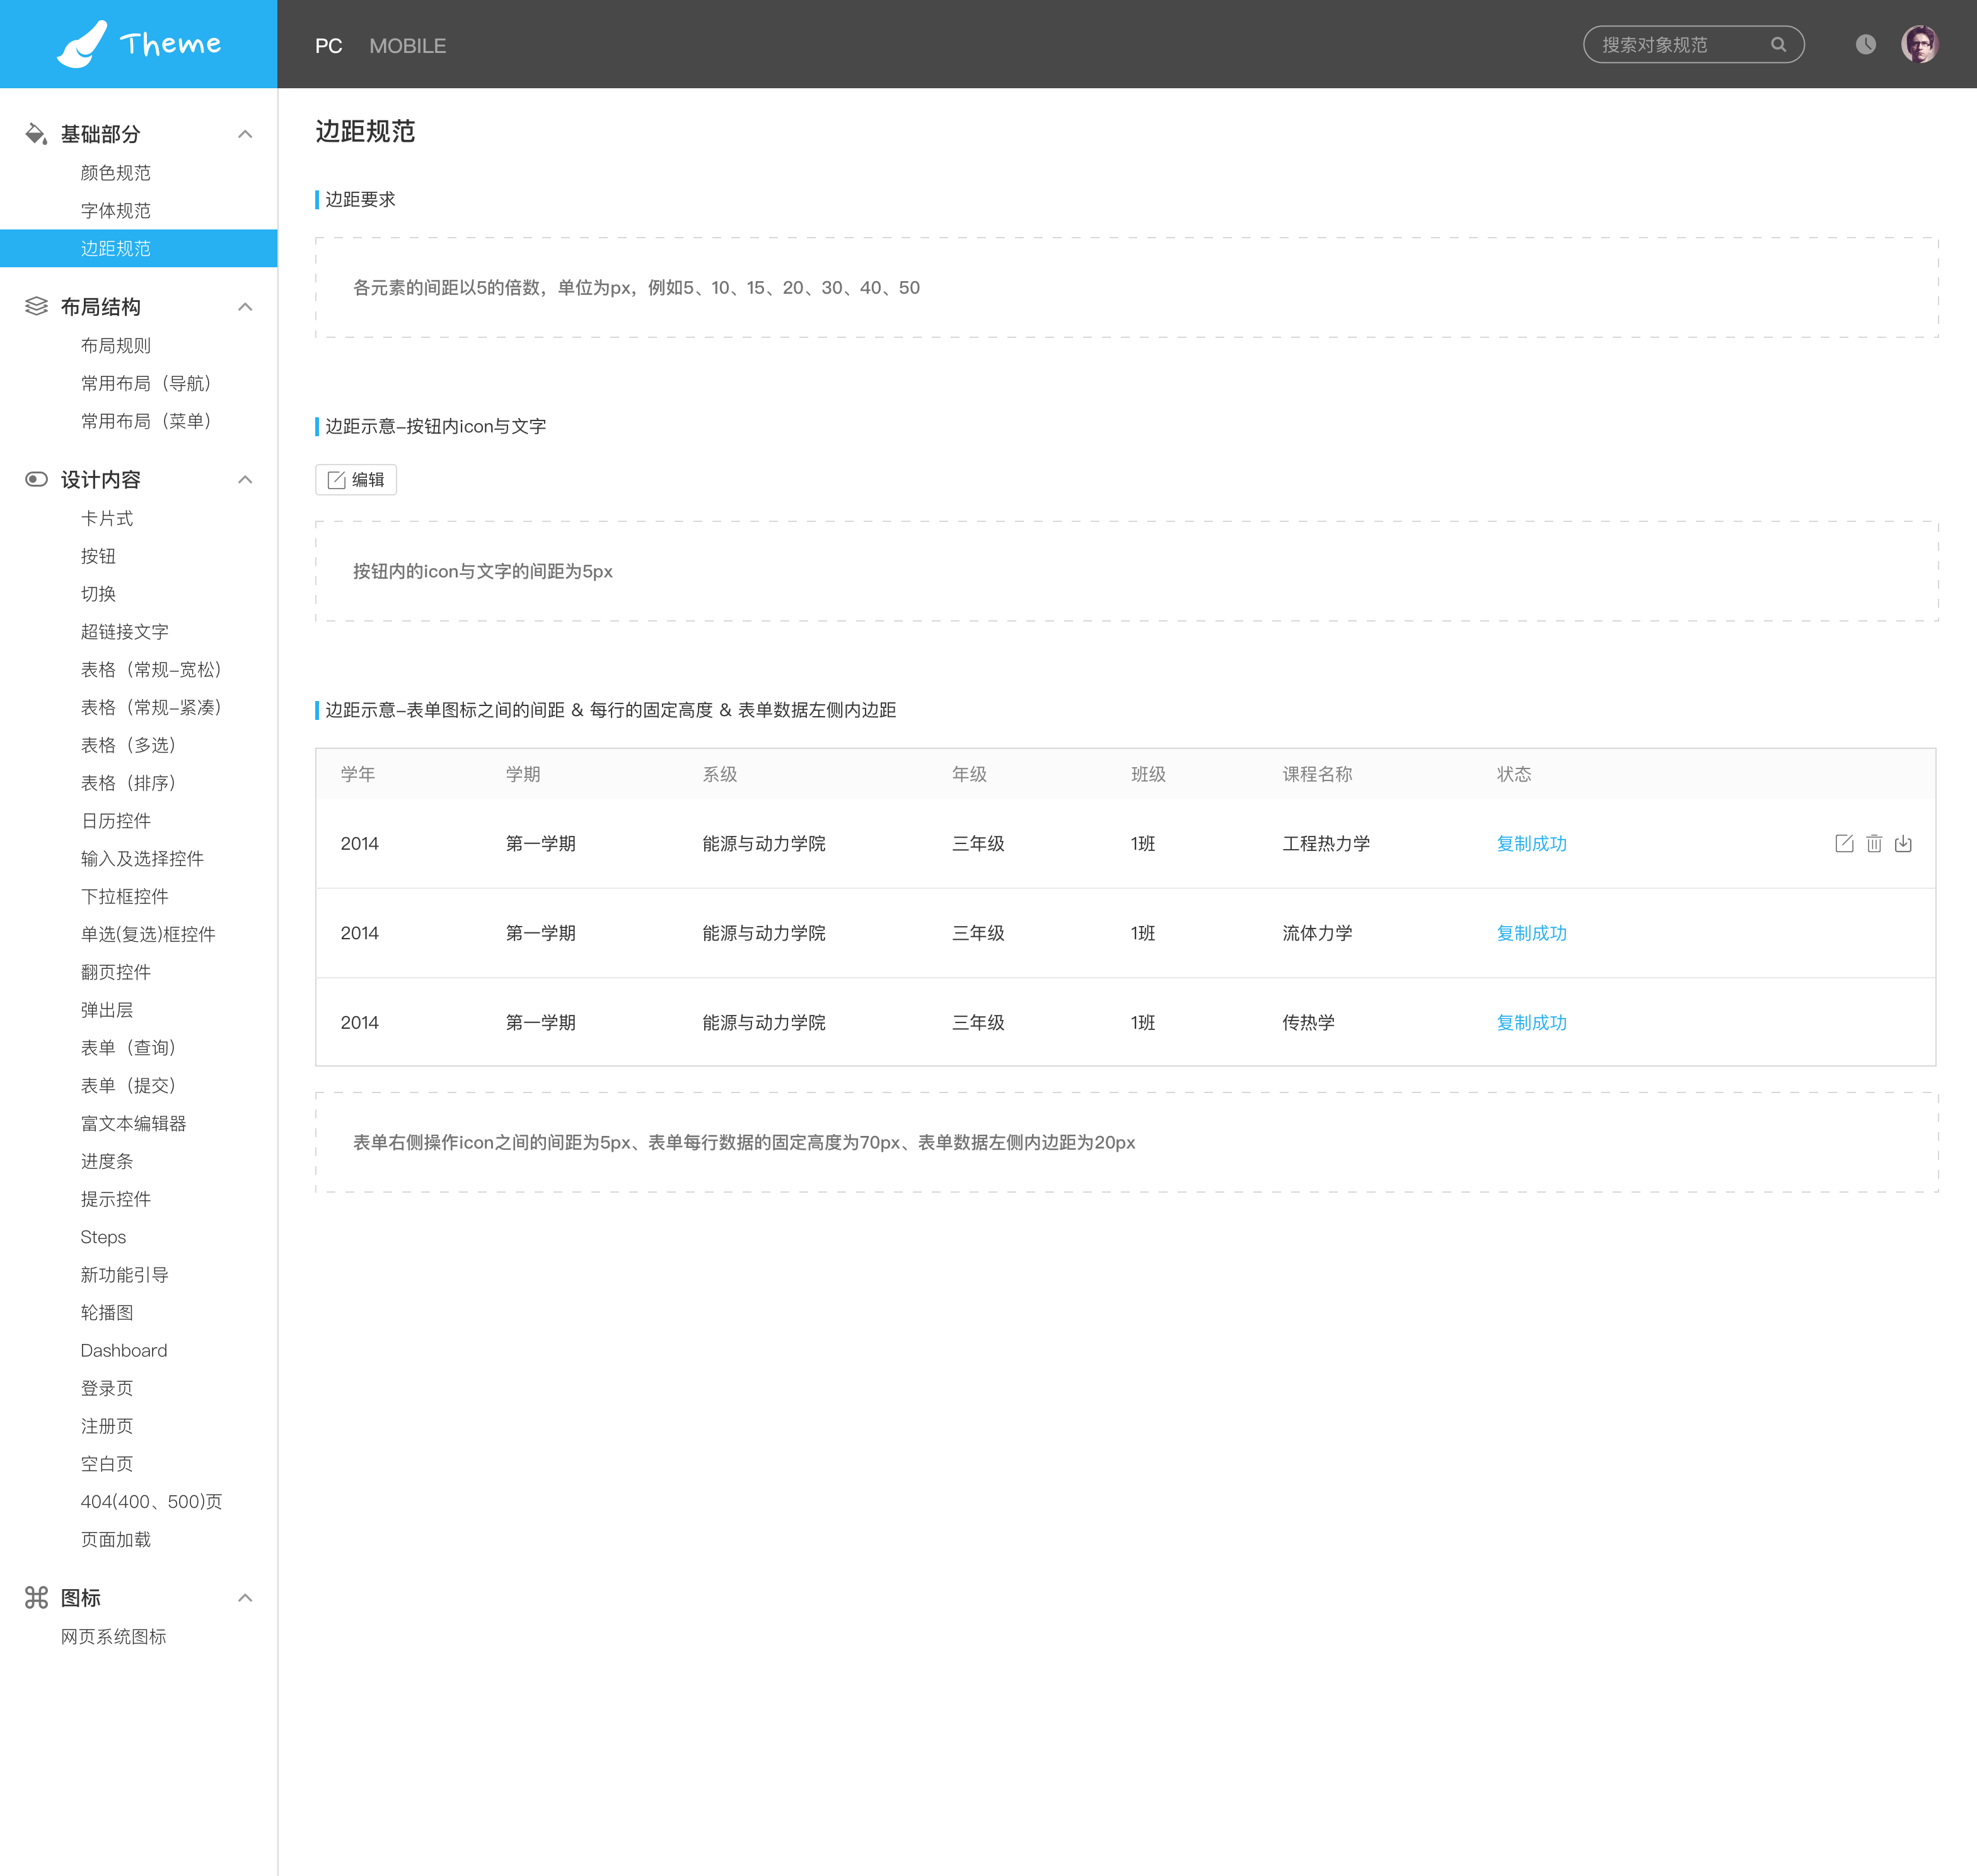 Theme
PC MOBILE
搜索对象规范
基础部分
颜色规范
字体规范
边距规范
布局结构
布局规则
常用布局（导航）
常用布局（菜单）
设计内容
卡片式
按钮
切换
超链接文字
表格（常规–宽松）
表格（常规–紧凑）
表格（多选）
表格（排序）
日历控件
输入及选择控件
下拉框控件
单选(复选)框控件
翻页控件
弹出层
表单（查询）
表单（提交）
富文本编辑器
进度条
提示控件
Steps
新功能引导
轮播图
Dashboard
登录页
注册页
空白页
404(400、500)页
页面加载
图标
网页系统图标
边距规范
边距要求
各元素的间距以5的倍数，单位为px，例如5、10、15、20、30、40、50
边距示意–按钮内icon与文字
编辑
按钮内的icon与文字的间距为5px
边距示意–表单图标之间的间距 & 每行的固定高度 & 表单数据左侧内边距
学年 学期 系级 年级 班级 课程名称 状态
2014 第一学期 能源与动力学院 三年级 1班 工程热力学 复制成功
2014 第一学期 能源与动力学院 三年级 1班 流体力学 复制成功
2014 第一学期 能源与动力学院 三年级 1班 传热学 复制成功
表单右侧操作icon之间的间距为5px、表单每行数据的固定高度为70px、表单数据左侧内边距为20px